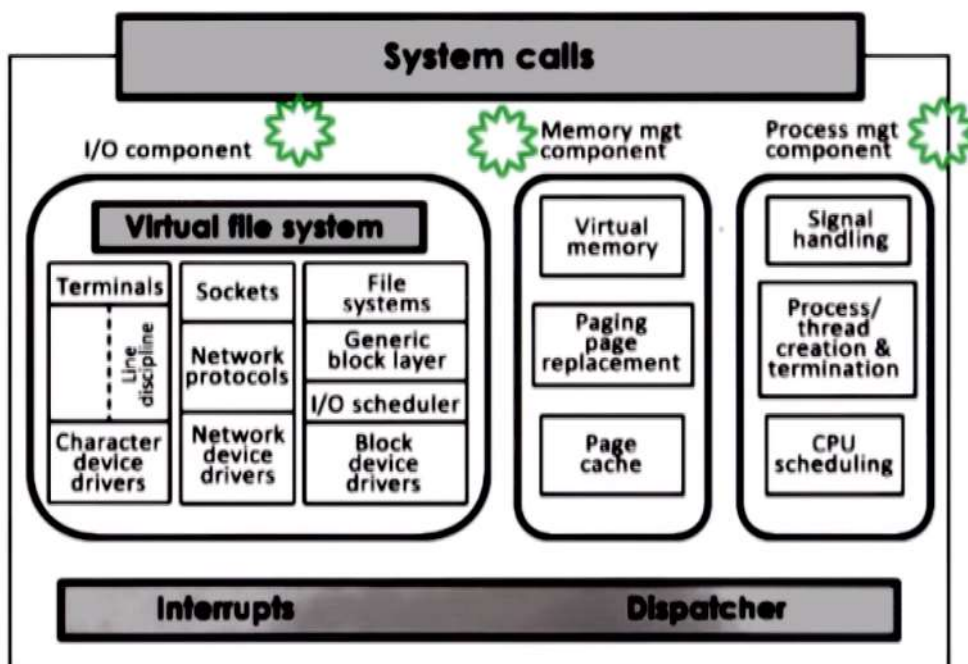 System calls
I/O component
Memory mgt
component
Process mgt
component
Virtual file system
Terminals
Line
discipline
Character
device
drivers
Sockets
Network
protocols
Network
device
drivers
File
systems
Generic
block layer
I/O scheduler
Block
device
drivers
Virtual
memory
Paging
page
replacement
Page
cache
Signal
handling
Process/
thread
creation &
termination
CPU
scheduling
Interrupts
Dispatcher